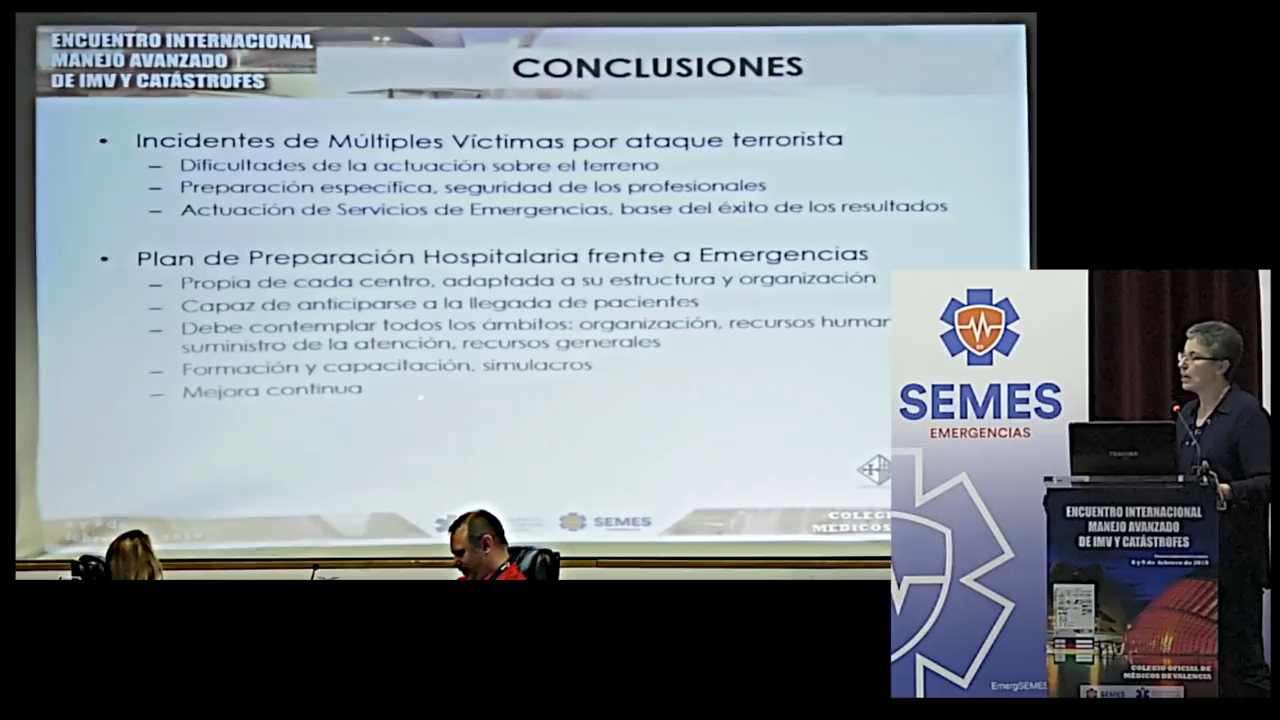 ENCUENTRO INTERNACIONAL
MANEJO AVANZADO
DE IMV Y CATÁSTROFES
CONCLUSIONES
• Incidentes de Múltiples Víctimas por ataque terrorista
– Dificultades de la actuación sobre el terreno
– Preparación específica, seguridad de los profesionales
– Actuación de Servicios de Emergencias, base del éxito de los resultados
• Plan de Preparación Hospitalaria frente a Emergencias
– Propia de cada centro, adaptada a su estructura y organización
– Capaz de anticiparse a la llegada de pacientes
– Debe contemplar todos los ámbitos: organización, recursos human
suministro de la atención, recursos generales
– Formación y capacitación, simulacros
– Mejora continua
SEMES
COLEGI
MÉDICOS
SEMES
EMERGENCIAS
EmergSEMES
TOSHIBA
ENCUENTRO INTERNACIONAL
MANEJO AVANZADO
DE IMV Y CATÁSTROFES
COLEGIO OFICIAL DE
MÉDICOS DE VALENCIA
SEMES